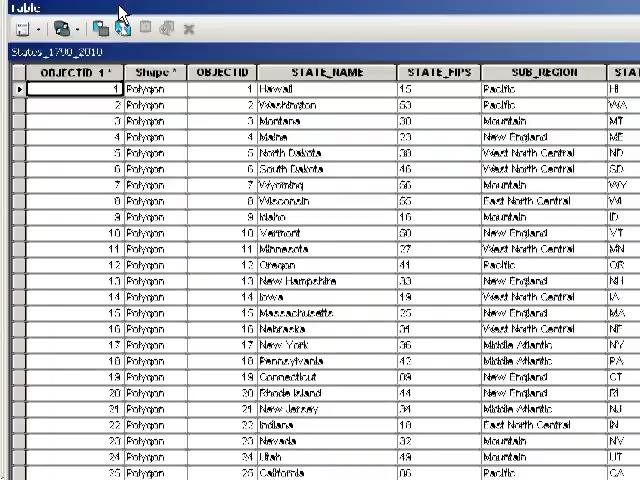 Table
States_1790_2010
OBJECTID_1 * Shape * OBJECTID STATE_NAME STATE_FIPS SUB_REGION STAT
1 Polygon 1 Hawaii 15 Pacific HI
2 Polygon 2 Washington 53 Pacific WA
3 Polygon 3 Montana 30 Mountain MT
4 Polygon 4 Maine 23 New England ME
5 Polygon 5 North Dakota 38 West North Central ND
6 Polygon 6 South Dakota 46 West North Central SD
7 Polygon 7 Wyoming 56 Mountain WY
8 Polygon 8 Wisconsin 55 East North Central WI
9 Polygon 9 Idaho 16 Mountain ID
10 Polygon 10 Vermont 50 New England VT
11 Polygon 11 Minnesota 27 West North Central MN
12 Polygon 12 Oregon 41 Pacific OR
13 Polygon 13 New Hampshire 33 New England NH
14 Polygon 14 Iowa 19 West North Central IA
15 Polygon 15 Massachusetts 25 New England MA
16 Polygon 16 Nebraska 31 West North Central NE
17 Polygon 17 New York 36 Middle Atlantic NY
18 Polygon 18 Pennsylvania 42 Middle Atlantic PA
19 Polygon 19 Connecticut 09 New England CT
20 Polygon 20 Rhode Island 44 New England RI
21 Polygon 21 New Jersey 34 Middle Atlantic NJ
22 Polygon 22 Indiana 18 East North Central IN
23 Polygon 23 Nevada 32 Mountain NV
24 Polygon 24 Utah 49 Mountain UT
25 Polygon 25 California 06 Pacific CA